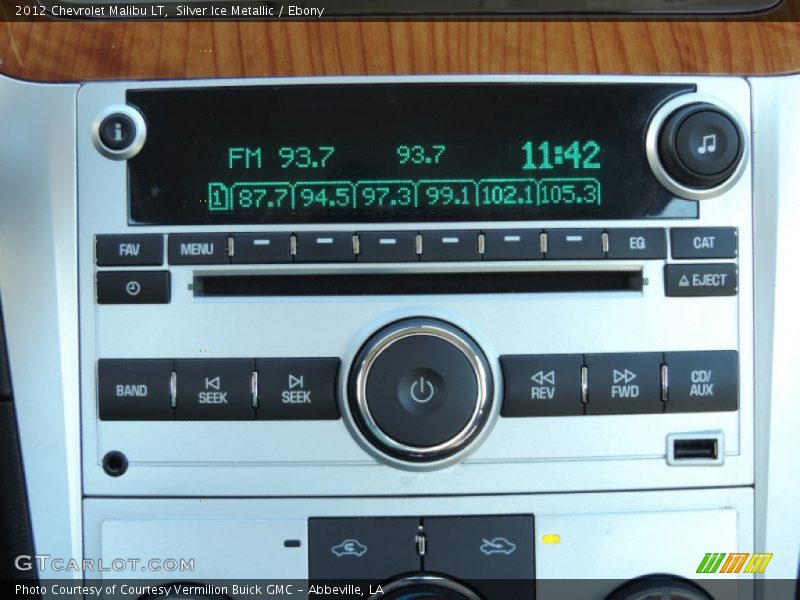 2012 Chevrolet Malibu LT,  Silver Ice Metallic / Ebony
i
FM 93.7 93.7 11:42
1 87.7 94.5 97.3 99.1 102.1 105.3
FAV MENU EQ CAT
EJECT
BAND SEEK SEEK REV FWD CD/
AUX
GTCARLOT.COM
Photo Courtesy of Courtesy Vermilion Buick GMC - Abbeville, LA